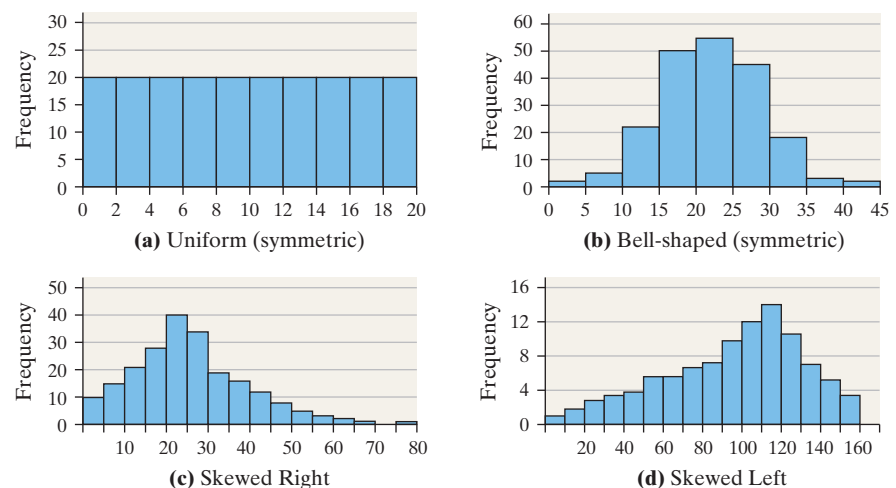 30
25
20
15
10
5
0
Frequency
0 2 4 6 8 10 12 14 16 18 20
(a) Uniform (symmetric)
60
50
40
30
20
10
0
Frequency
0 5 10 15 20 25 30 35 40 45
(b) Bell-shaped (symmetric)
50
40
30
20
10
0
Frequency
10 20 30 40 50 60 70 80
(c) Skewed Right
16
12
8
4
0
Frequency
20 40 60 80 100 120 140 160
(d) Skewed Left